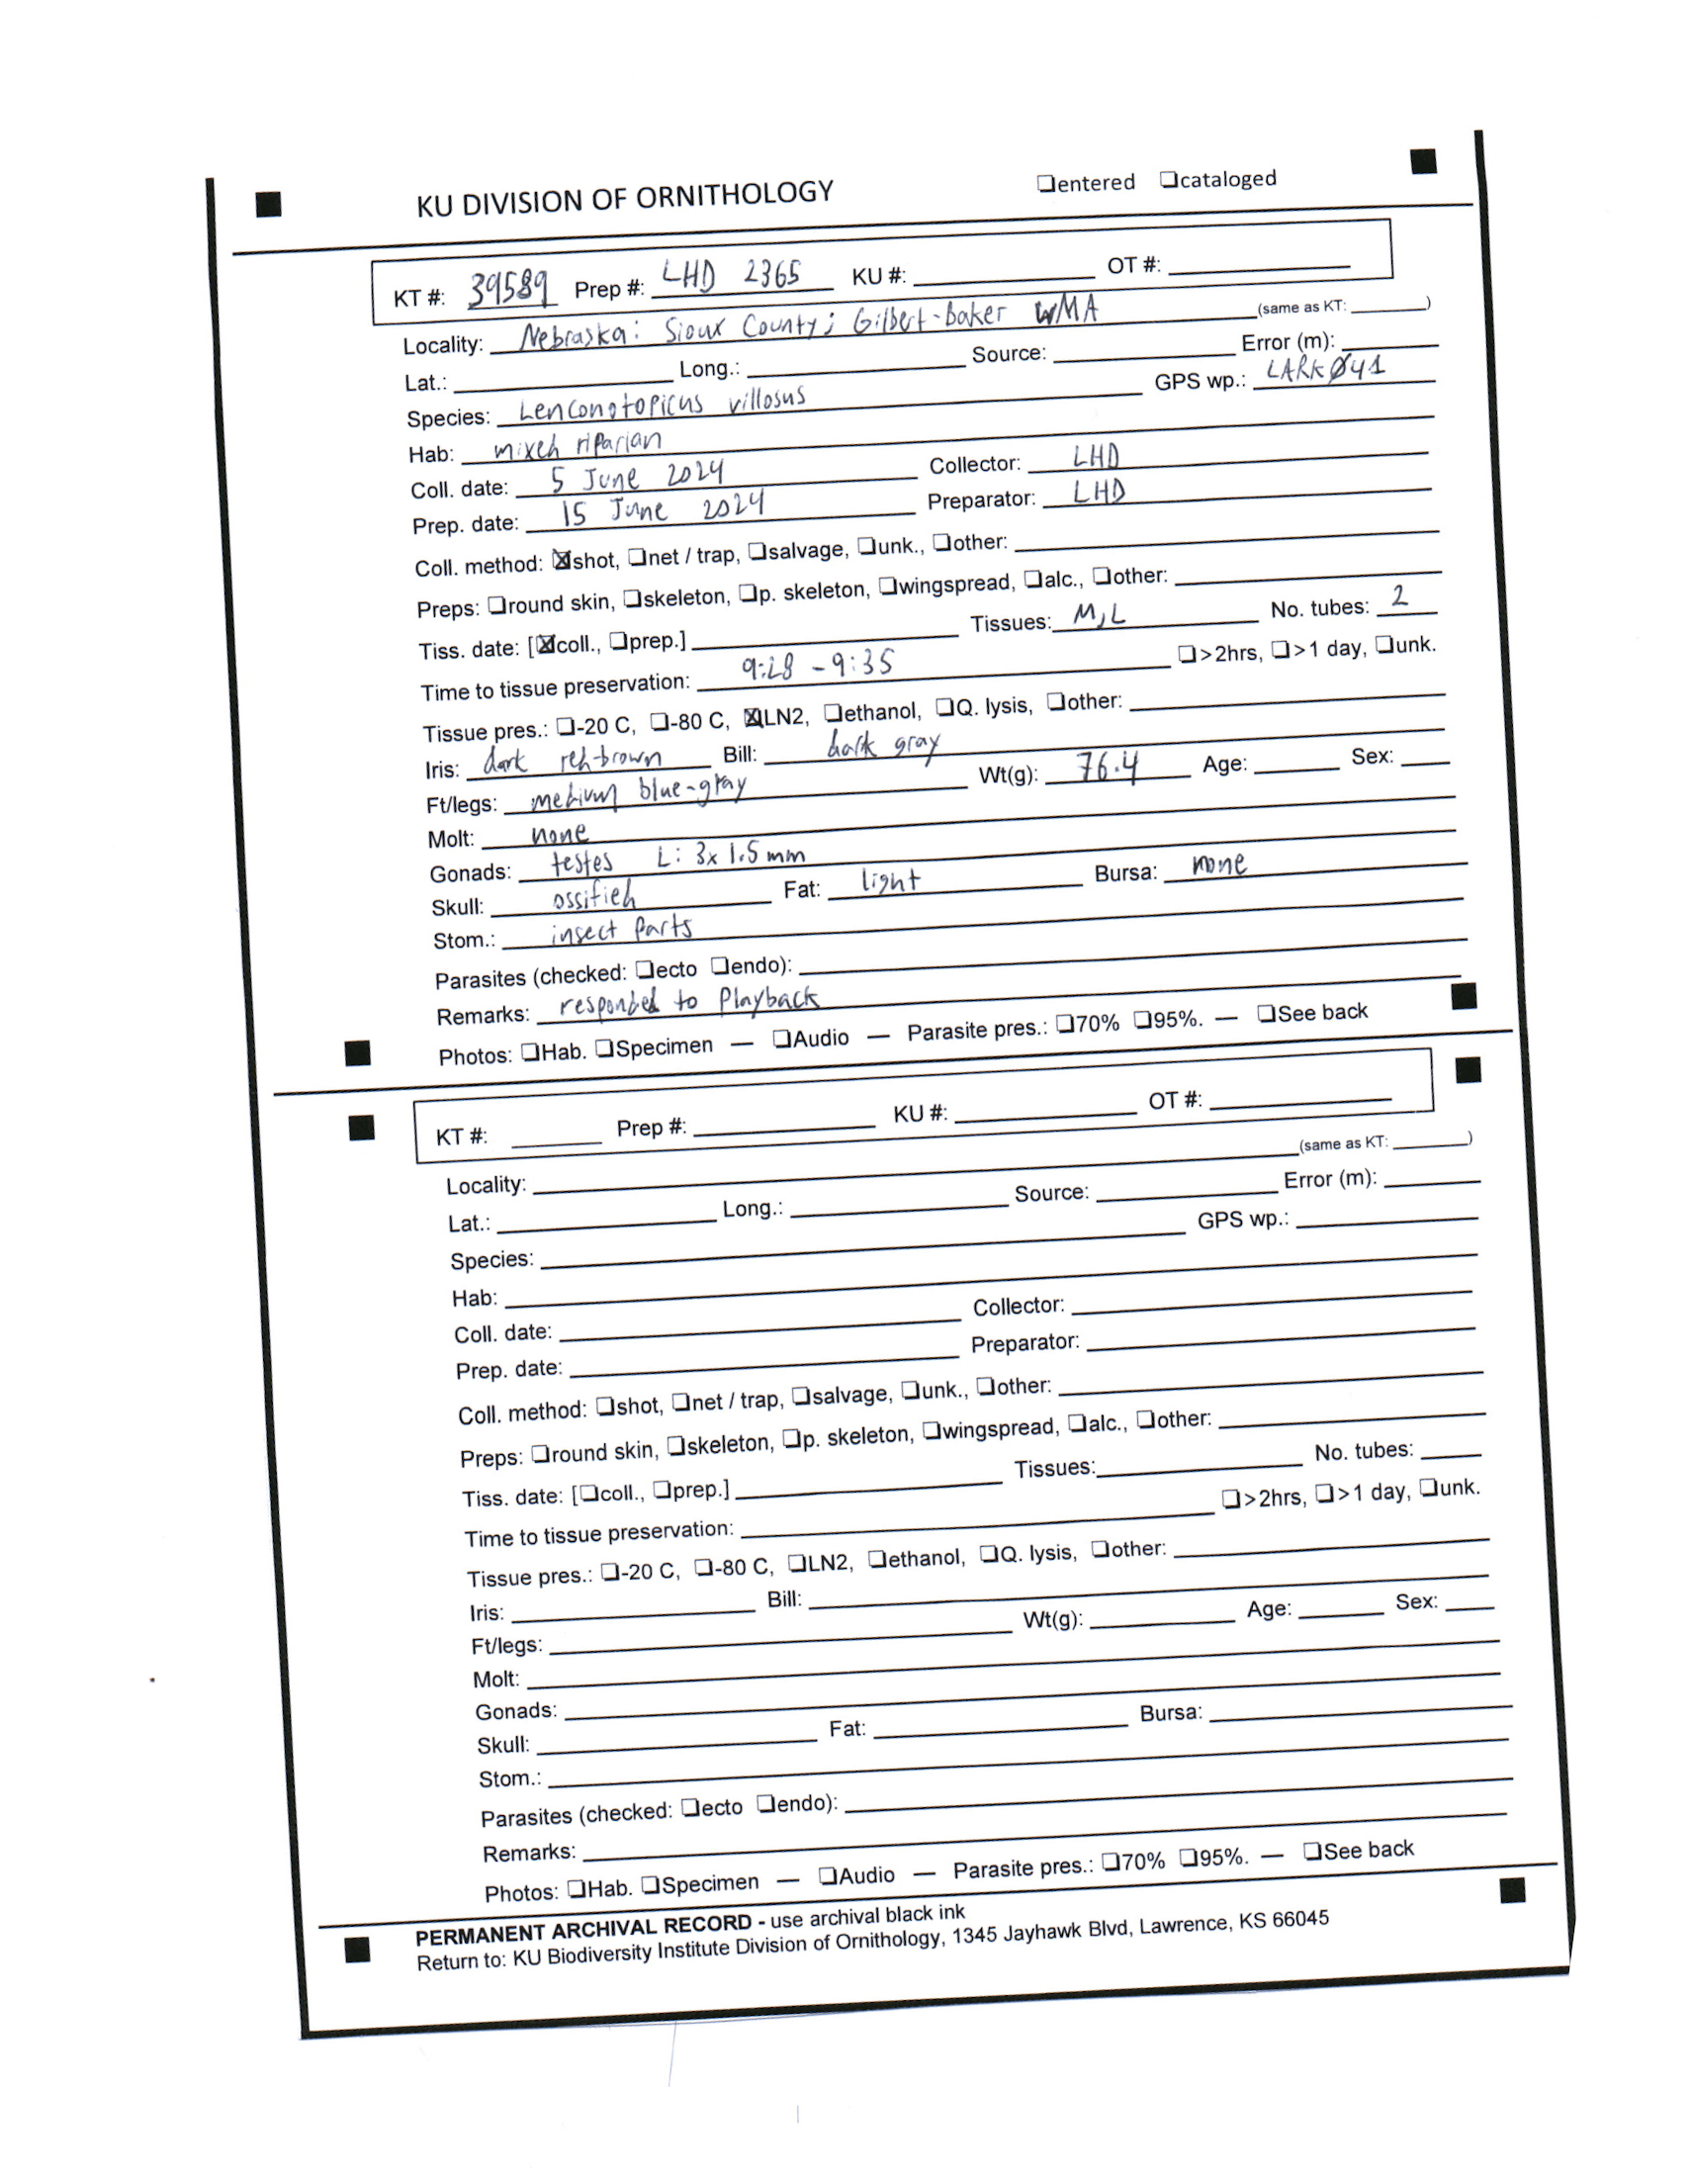 KU DIVISION OF ORNITHOLOGY ❑entered ❑cataloged
KT #: 39589 Prep #: LHD 2365 KU #: OT #:
Locality: Nebraska: Sioux County; Gilbert-baker WMA (same as KT: )
Lat.: Long.: Source: Error (m):
Species: Leuconotopicus villosus GPS wp.: LARKØ41
Hab: mixed riparian
Coll. date: 5 June 2024 Collector: LHD
Prep. date: 15 June 2024 Preparator: LHD
Coll. method: ☒shot, ❑net / trap, ❑salvage, ❑unk., ❑other:
Preps: ❑round skin, ❑skeleton, ❑p. skeleton, ❑wingspread, ❑alc., ❑other:
Tiss. date: [☒coll., ❑prep.] Tissues: M,L No. tubes: 2
Time to tissue preservation: 9:28 - 9:35 ❑>2hrs, ❑>1 day, ❑unk.
Tissue pres.: ❑-20 C, ❑-80 C, ☒LN2, ❑ethanol, ❑Q. lysis, ❑other:
Iris: dark red-brown Bill: dark gray
Ft/legs: medium blue-gray Wt(g): 76.4 Age: Sex:
Molt: none
Gonads: testes L: 3x1.5mm
Skull: ossified Fat: light Bursa: none
Stom.: insect parts
Parasites (checked: ❑ecto ❑endo):
Remarks: responded to Playback
Photos: ❑Hab. ❑Specimen — ❑Audio — Parasite pres.: ❑70% ❑95%. — ❑See back
KT #: Prep #: KU #: OT #:
Locality: (same as KT: )
Lat.: Long.: Source: Error (m):
Species: GPS wp.:
Hab:
Coll. date: Collector:
Prep. date: Preparator:
Coll. method: ❑shot, ❑net / trap, ❑salvage, ❑unk., ❑other:
Preps: ❑round skin, ❑skeleton, ❑p. skeleton, ❑wingspread, ❑alc., ❑other:
Tiss. date: [❑coll., ❑prep.] Tissues: No. tubes:
Time to tissue preservation: ❑>2hrs, ❑>1 day, ❑unk.
Tissue pres.: ❑-20 C, ❑-80 C, ❑LN2, ❑ethanol, ❑Q. lysis, ❑other:
Iris: Bill:
Ft/legs: Wt(g): Age: Sex:
Molt:
Gonads:
Skull: Fat: Bursa:
Stom.:
Parasites (checked: ❑ecto ❑endo):
Remarks:
Photos: ❑Hab. ❑Specimen — ❑Audio — Parasite pres.: ❑70% ❑95%. — ❑See back
PERMANENT ARCHIVAL RECORD - use archival black ink
Return to: KU Biodiversity Institute Division of Ornithology, 1345 Jayhawk Blvd, Lawrence, KS 66045